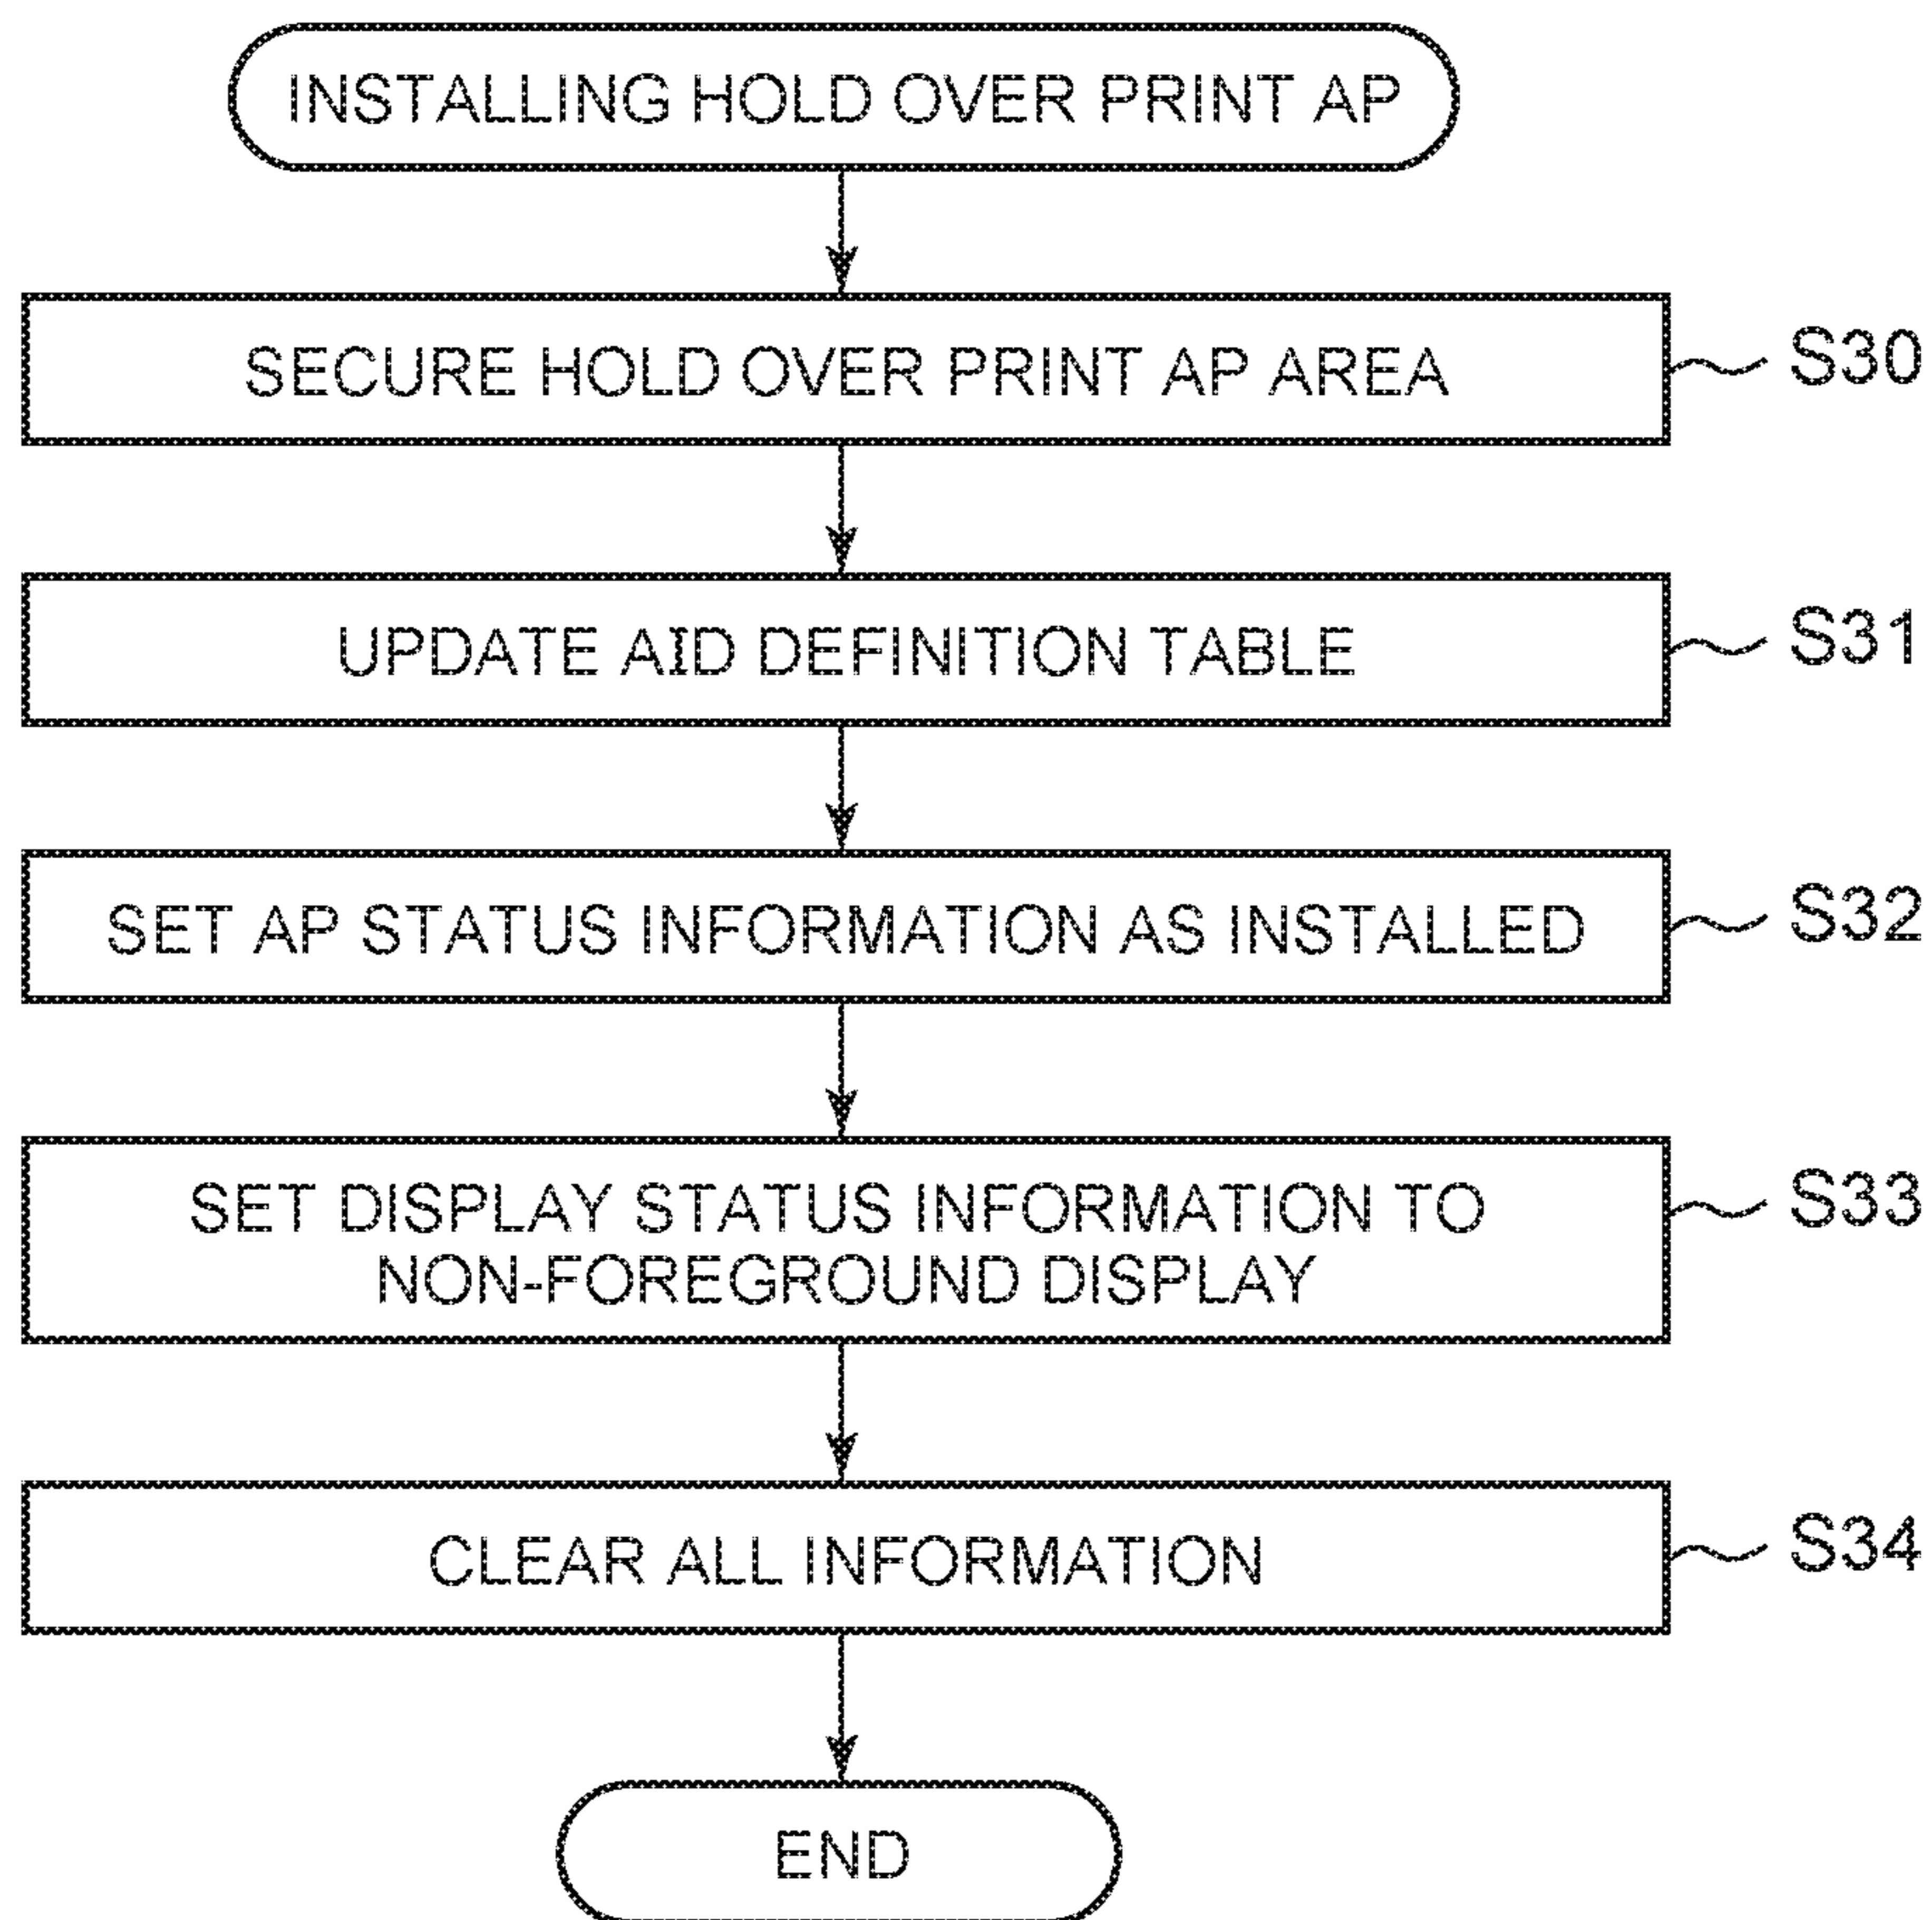 INSTALLING HOLD OVER PRINT AP
SECURE HOLD OVER PRINT AP AREA
S30
UPDATE AID DEFINITION TABLE
S31
SET AP STATUS INFORMATION AS INSTALLED
S32
SET DISPLAY STATUS INFORMATION TO
NON-FOREGROUND DISPLAY
S33
CLEAR ALL INFORMATION
S34
END